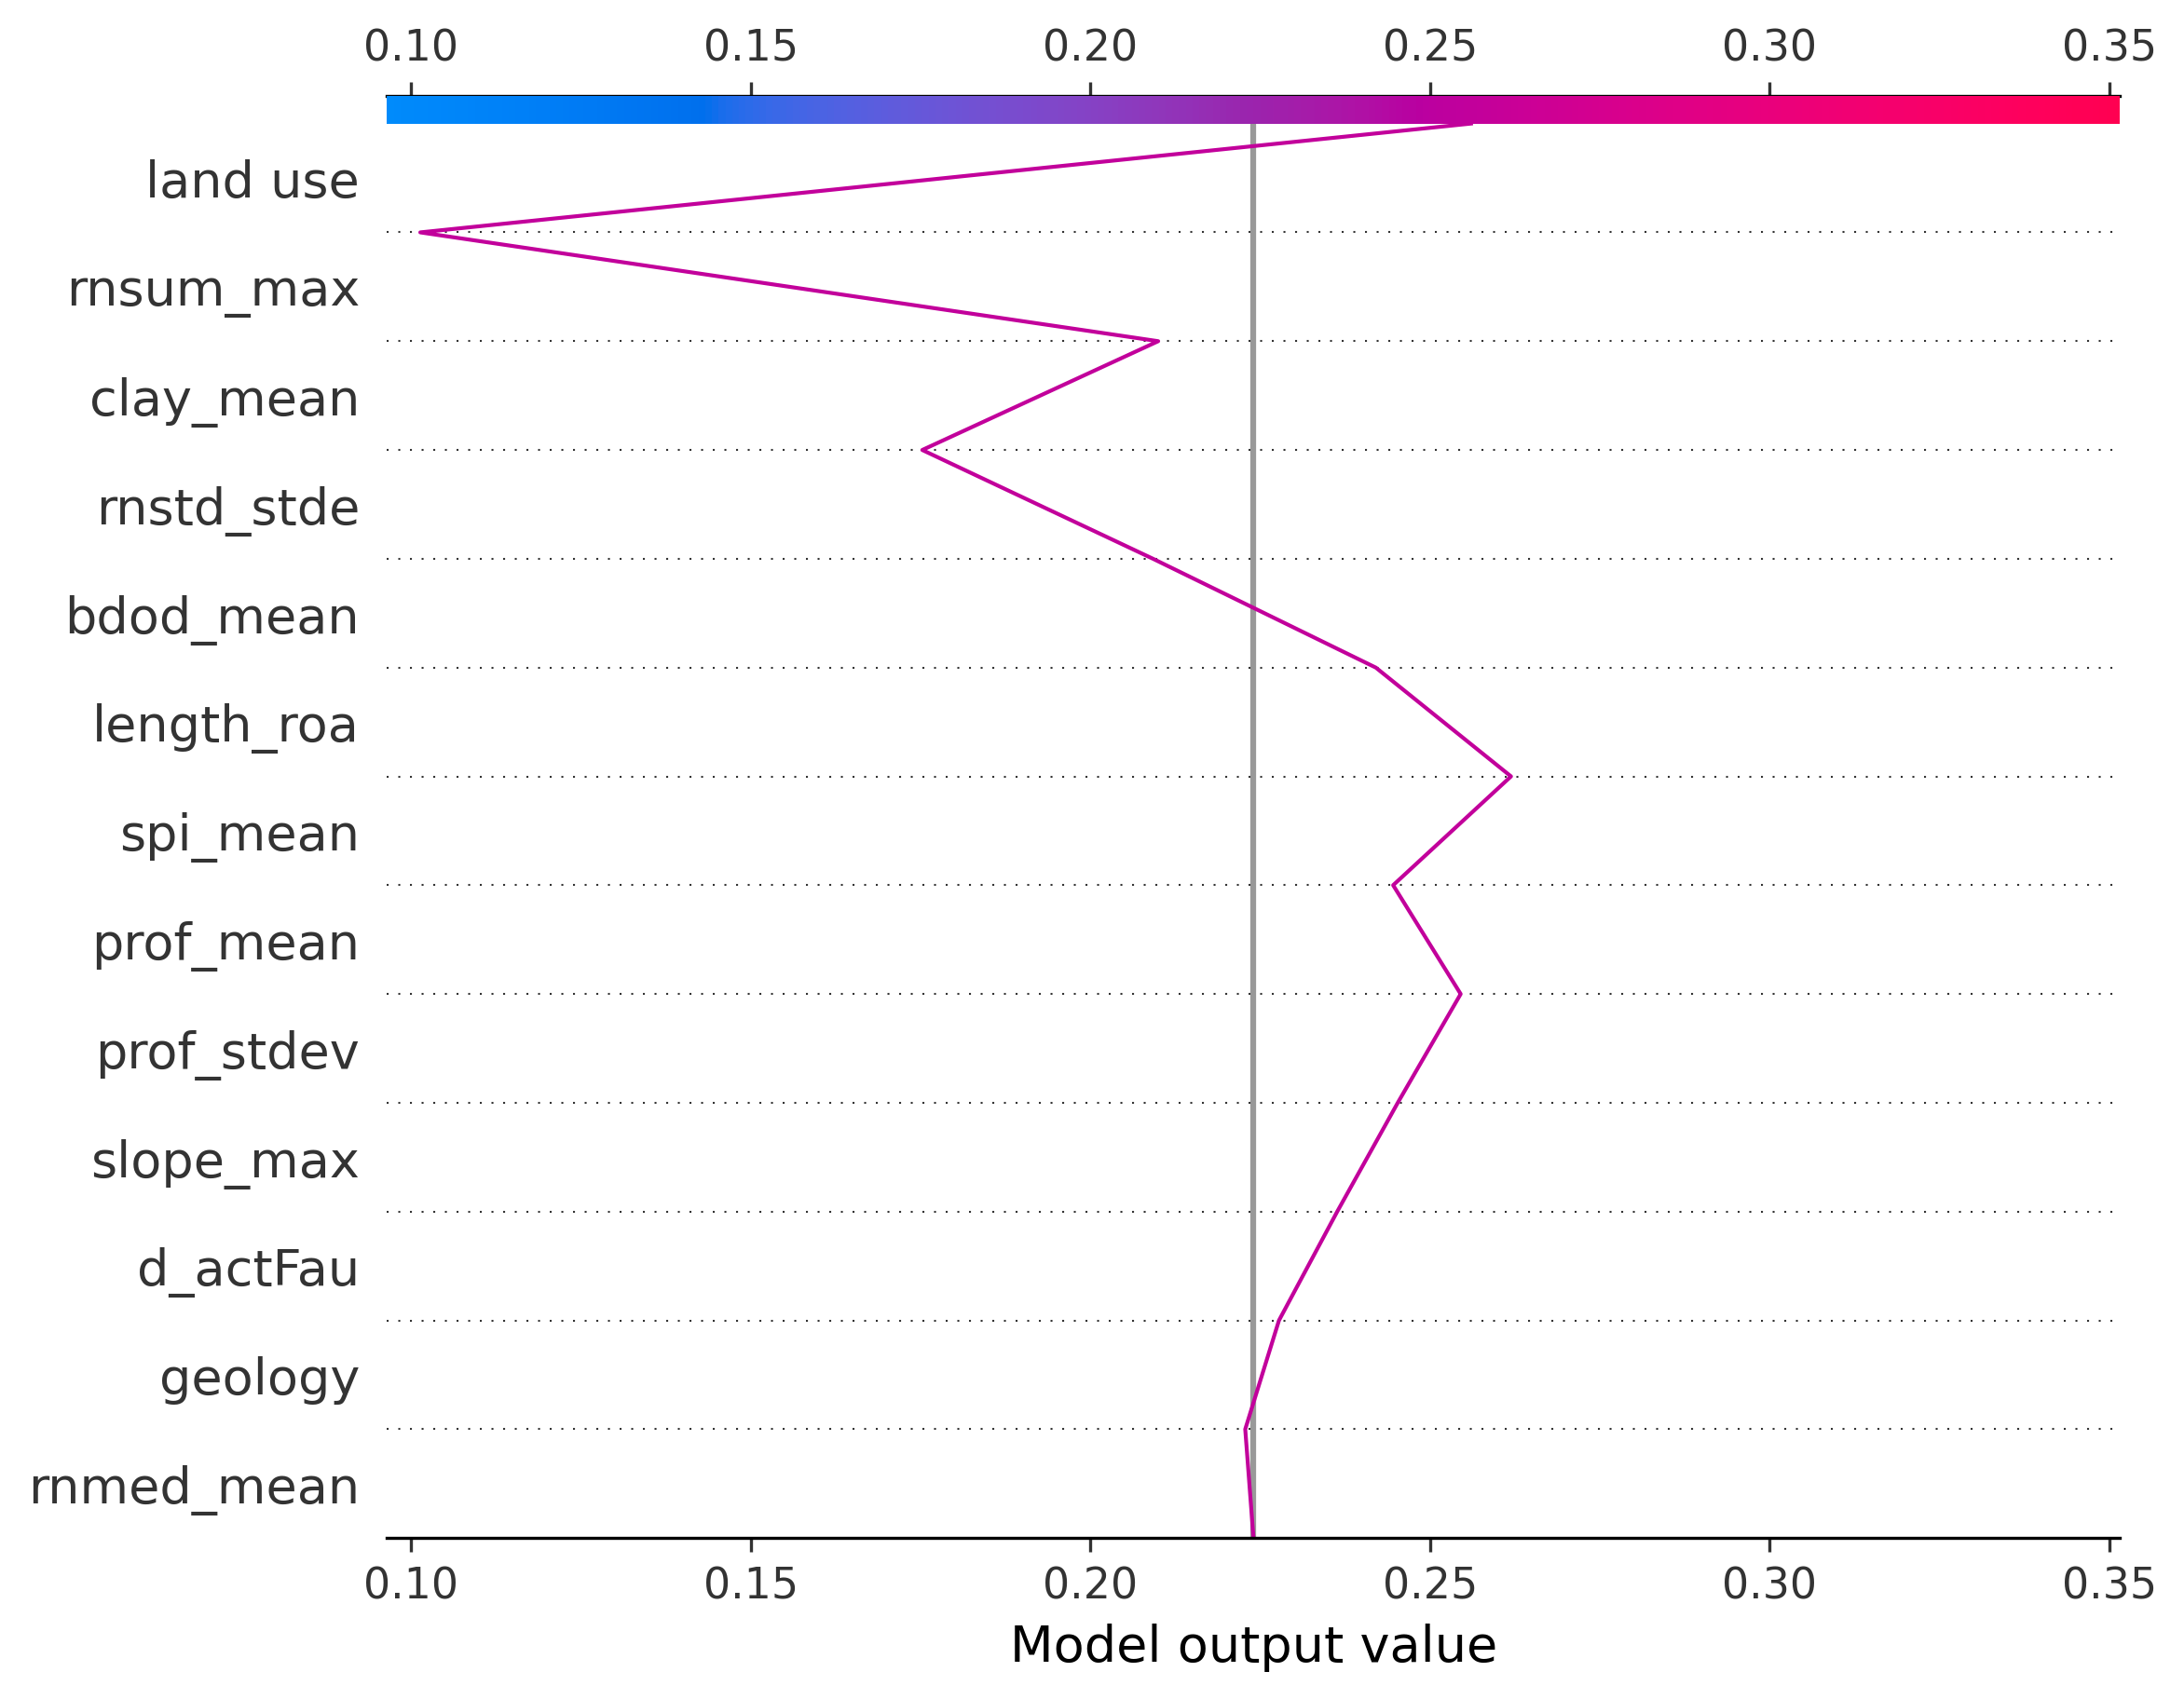 0.10 0.15 0.20 0.25 0.30 0.35
land use
rnsum_max
clay_mean
rnstd_stde
bdod_mean
length_roa
spi_mean
prof_mean
prof_stdev
slope_max
d_actFau
geology
rnmed_mean
0.10 0.15 0.20 0.25 0.30 0.35
Model output value